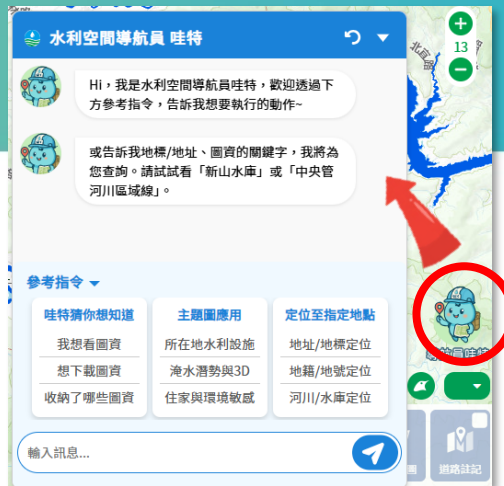 水利空間導航員 哇特
13
Hi，我是水利空間導航員哇特，歡迎透過下
方參考指令，告訴我想要執行的動作~
或告訴我地標/地址、圖資的關鍵字，我將為
您查詢。請試試看「新山水庫」或「中央管
河川區域線」。
參考指令
哇特猜你想知道
我想看圖資
想下載圖資
收納了哪些圖資
主題圖應用
所在地水利設施
淹水潛勢與3D
住家與環境敏感
定位至指定地點
地址/地標定位
地籍/地號定位
河川/水庫定位
輸入訊息...
導航員哇特
道路註記